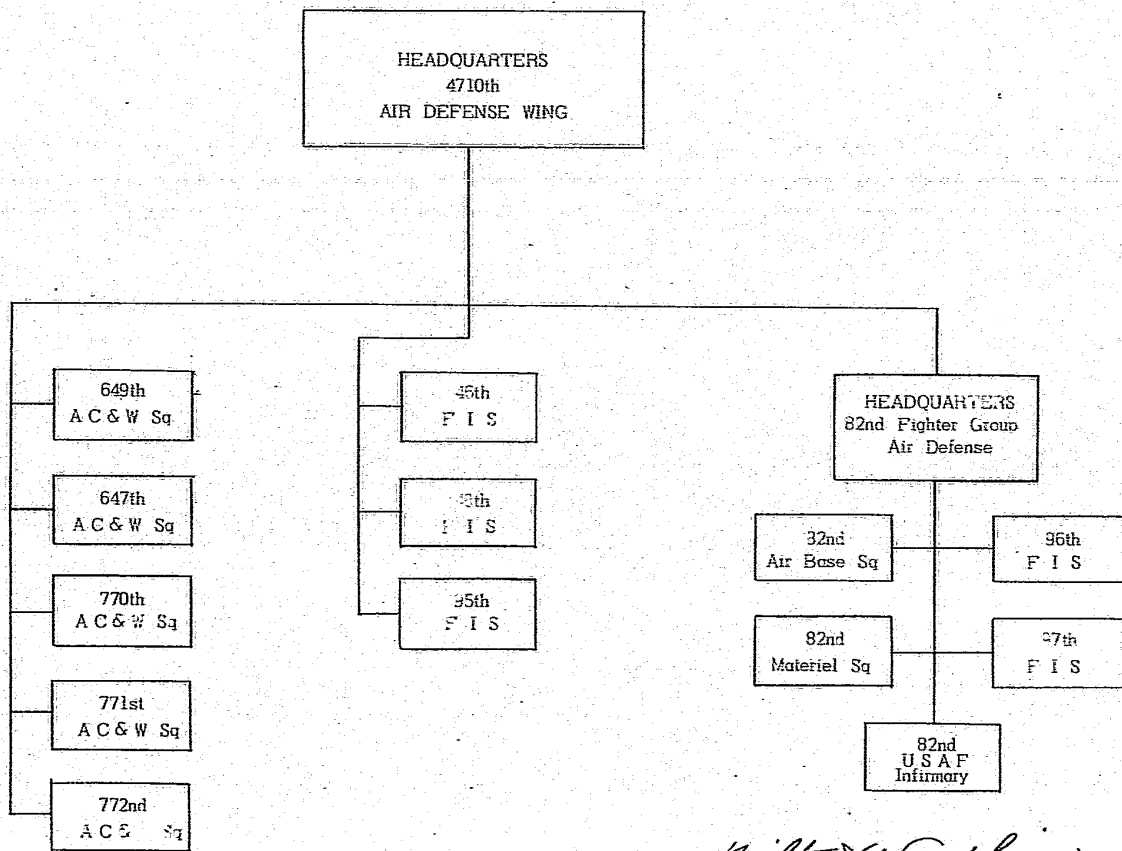 HEADQUARTERS
4710th
AIR DEFENSE WING
649th
A C & W Sq
647th
A C & W Sq
770th
A C & W Sq
771st
A C & W Sq
772nd
A C & Sq
F I S
F I S
F I S
HEADQUARTERS
82nd Fighter Group
Air Defense
Air Base Sq
96th
F I S
82nd
Materiel Sq
97th
F I S
82nd
U S A F
Infirmary